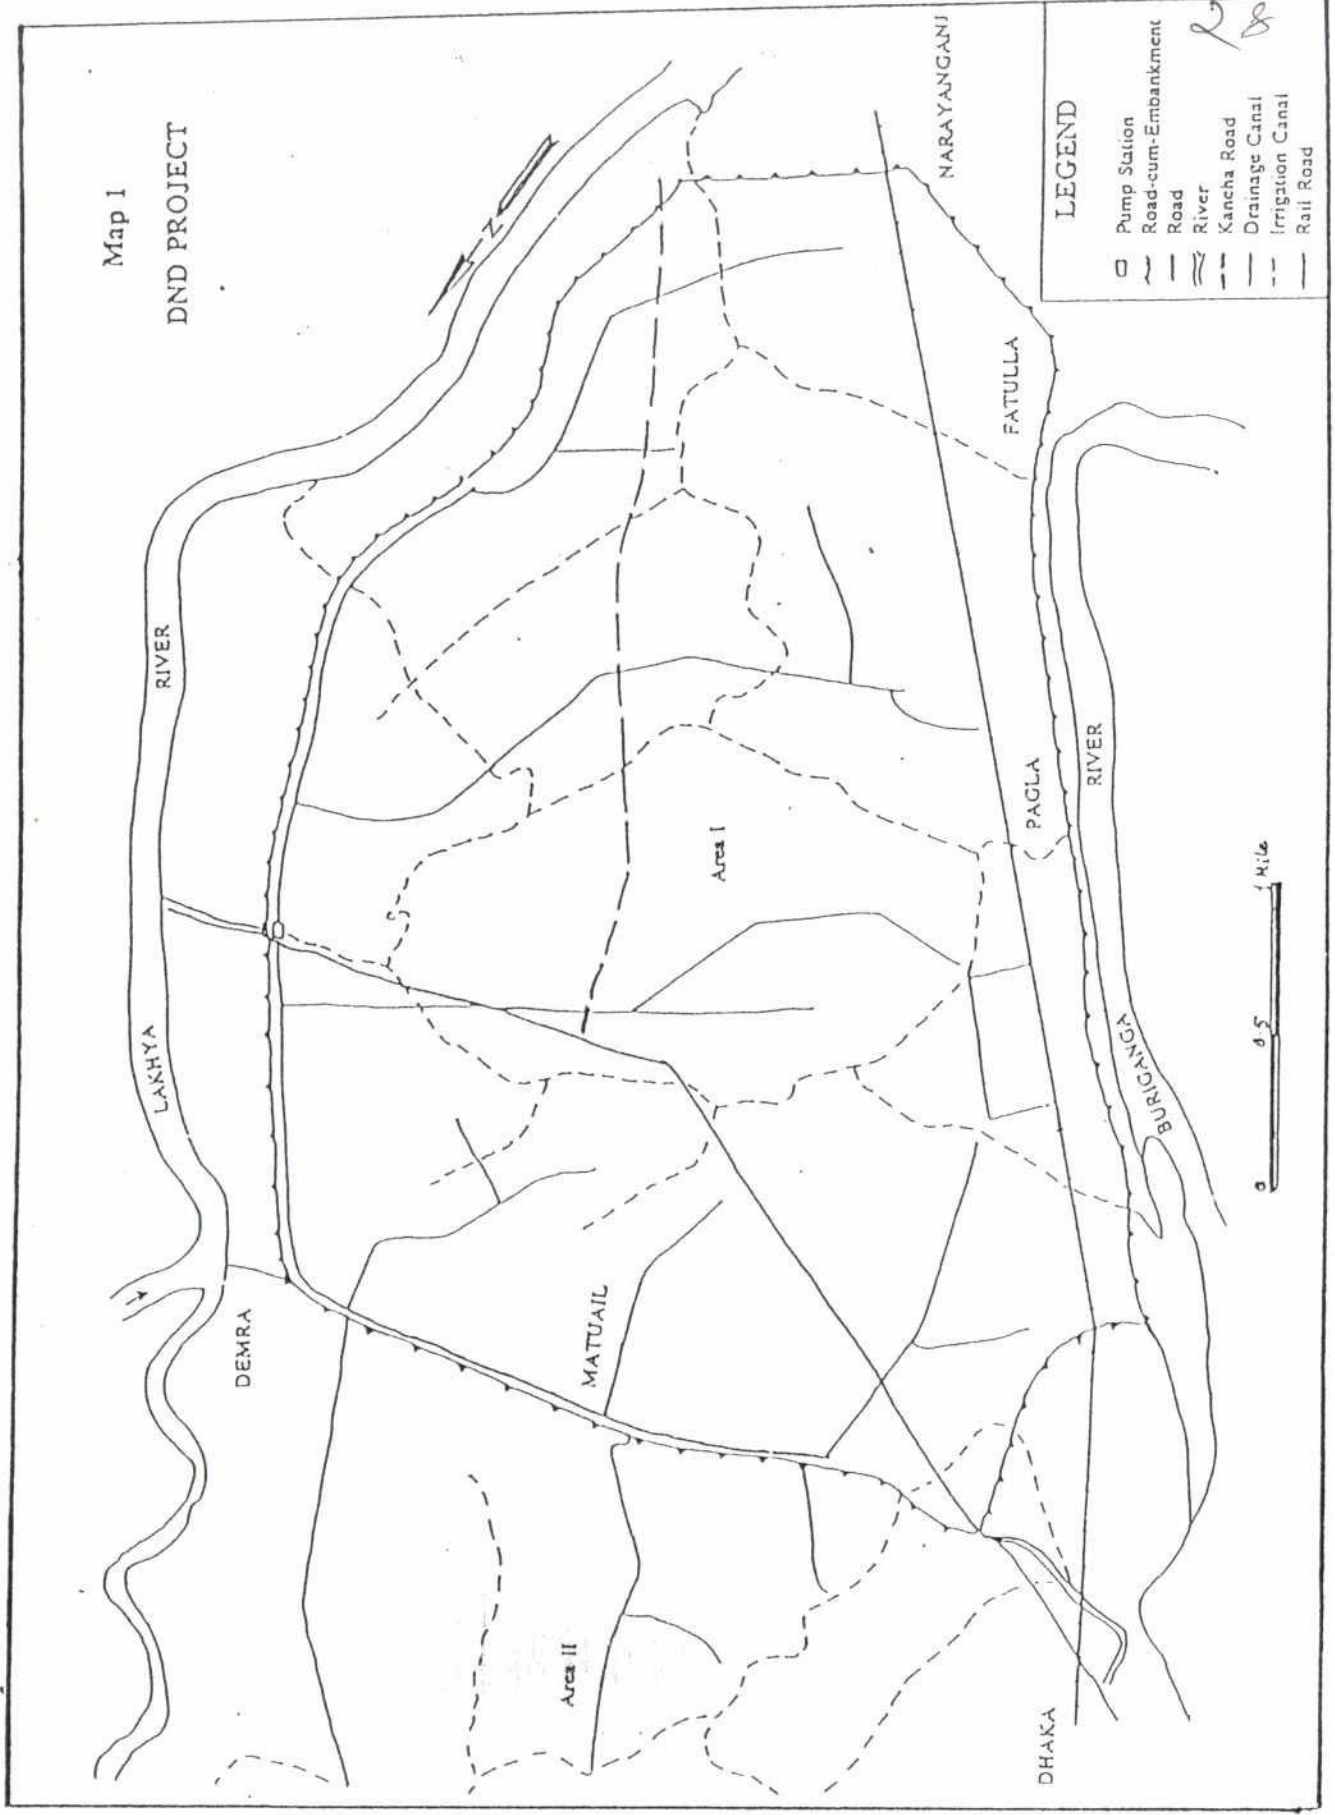 Map 1
DND PROJECT
N
RIVER
LAKHYA
DEMRA
MATUAIL
Area I
Area II
NARAYANGANJ
FATULLA
PAGLA
RIVER
BURIGANGA
DHAKA
0 0.5 1 Mile
LEGEND
Pump Station
Road-cum-Embankment
Road
River
Kancha Road
Drainage Canal
Irrigation Canal
Rail Road